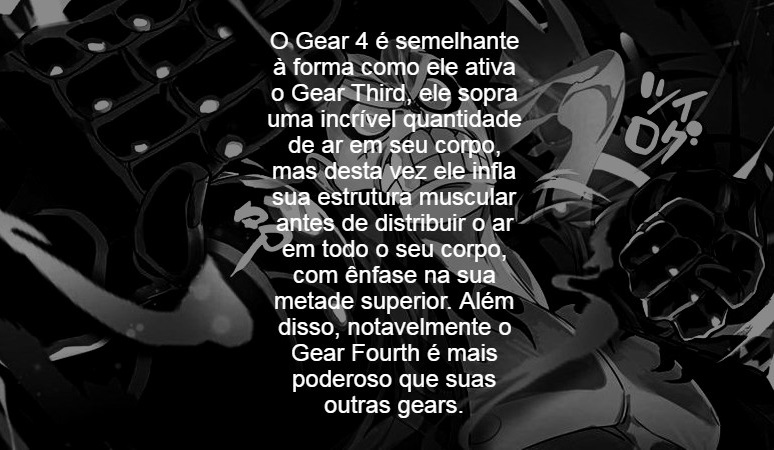 O Gear 4 é semelhante
à forma como ele ativa
o Gear Third, ele sopra
uma incrível quantidade
de ar em seu corpo,
mas desta vez ele infla
sua estrutura muscular
antes de distribuir o ar
em todo o seu corpo,
com ênfase na sua
metade superior. Além
disso, notavelmente o
Gear Fourth é mais
poderoso que suas
outras gears.